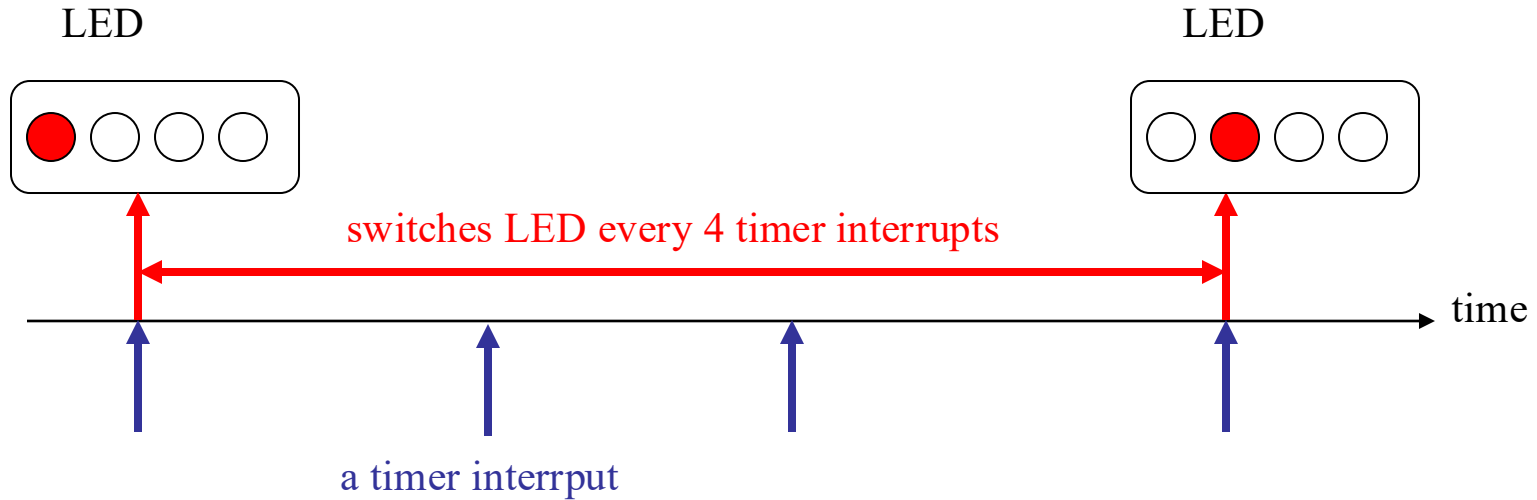 LED
LED
switches LED every 4 timer interrupts
time
a timer interrput